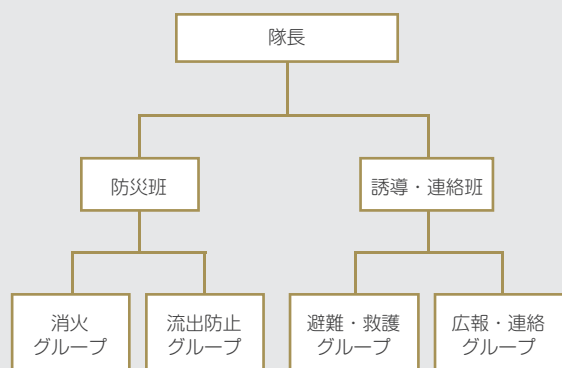 隊長
防災班
誘導・連絡班
消火
グループ
流出防止
グループ
避難・救護
グループ
広報・連絡
グループ